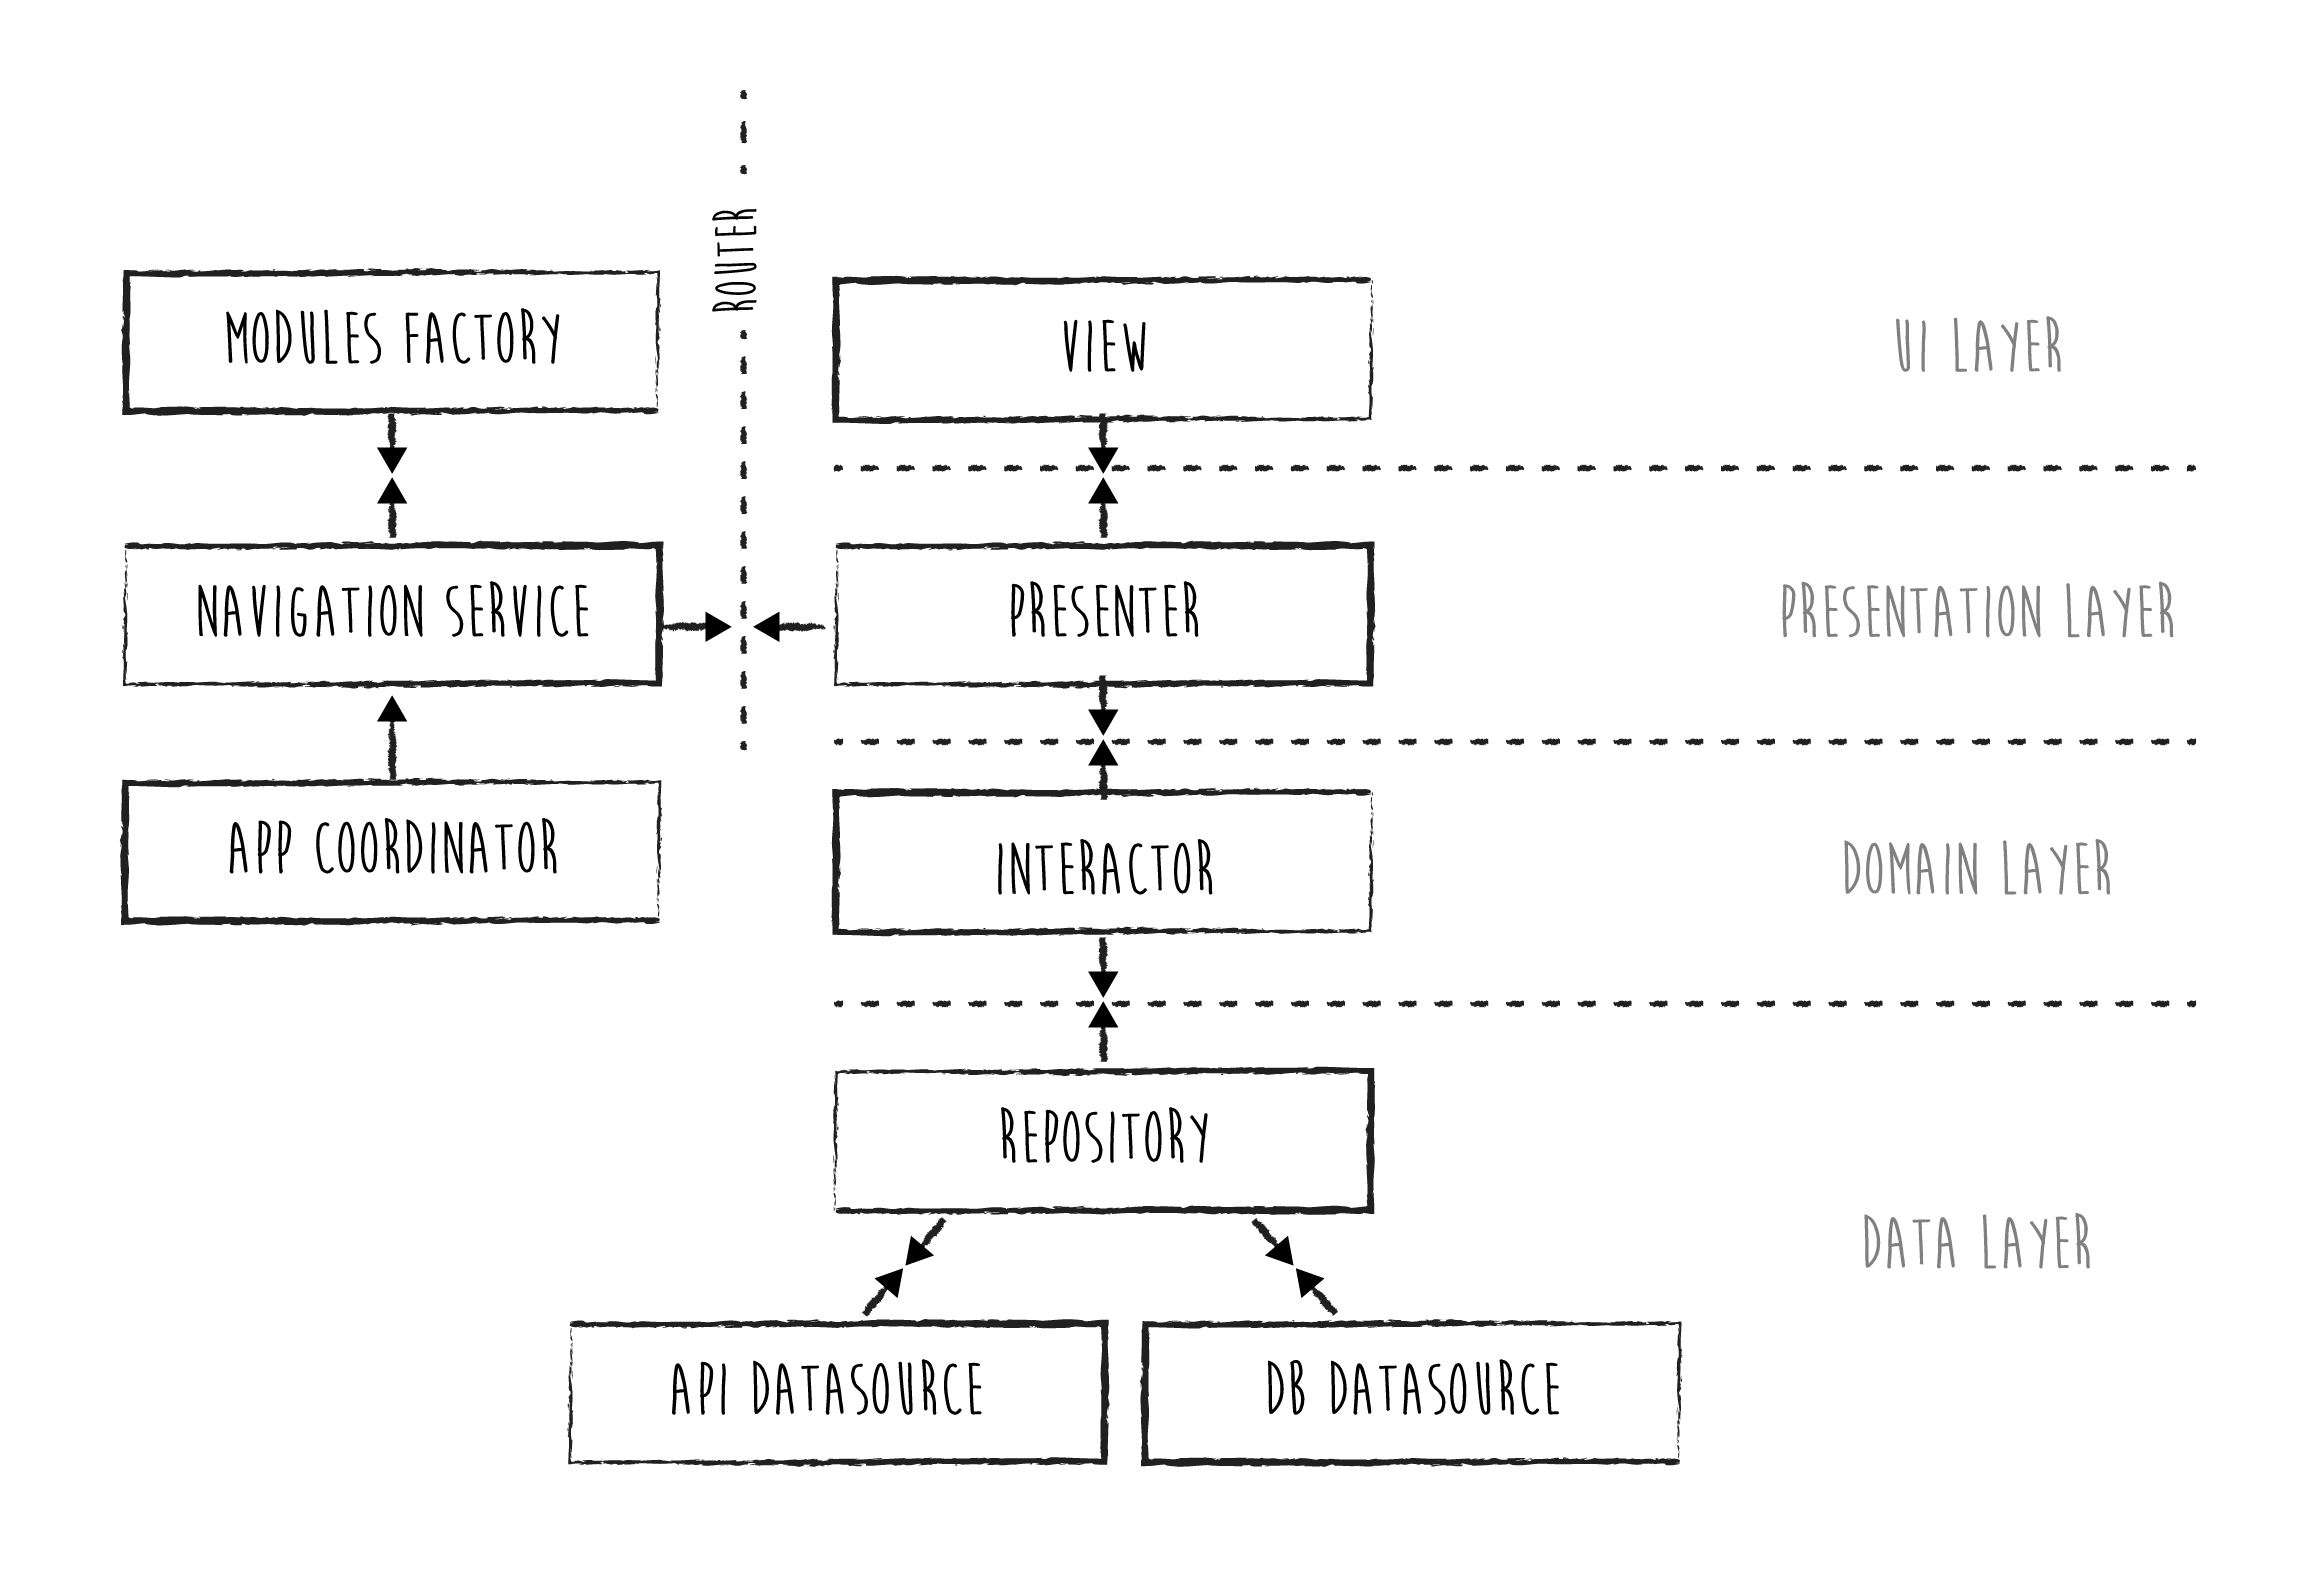 ROUTER
MODULES FACTORY
VIEW
UI LAYER
NAVIGATION SERVICE
PRESENTER
PRESENTATION LAYER
APP COORDINATOR
INTERACTOR
DOMAIN LAYER
REPOSITORY
DATA LAYER
API DATASOURCE
DB DATASOURCE